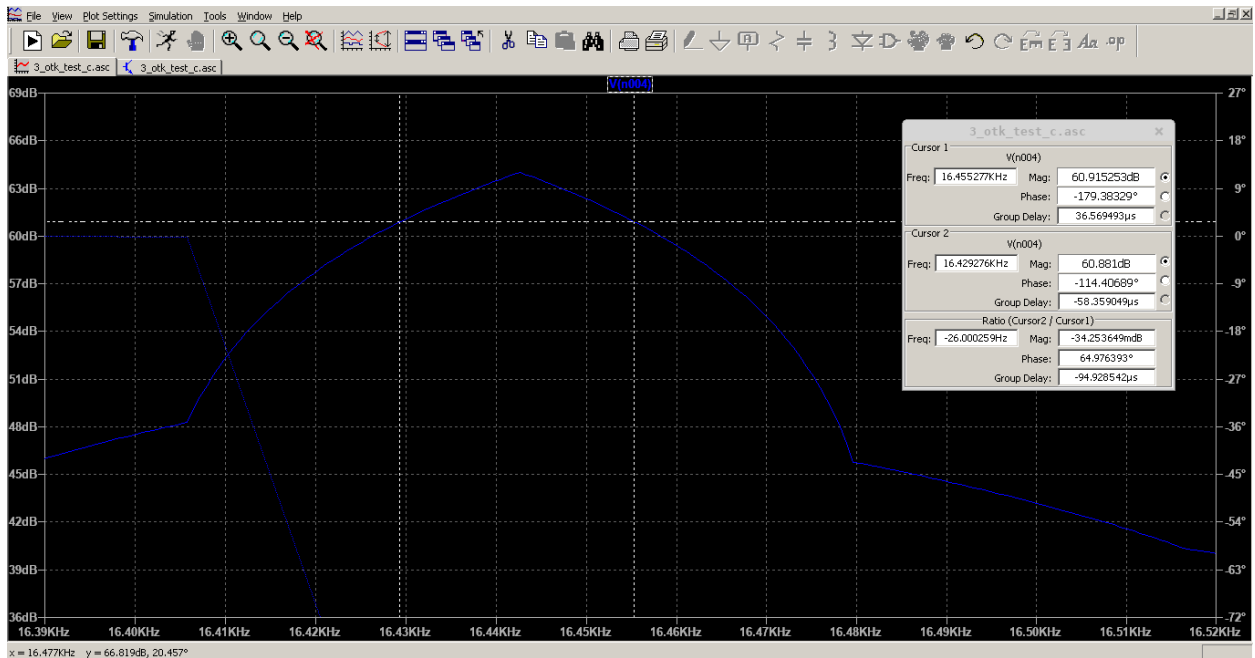 File View Plot Settings Simulation Tools Window Help
3_otk_test_c.asc 3_otk_test_c.asc
V(n004)
69dB 27°
66dB 18°
63dB 9°
60dB 0°
57dB -9°
54dB -18°
51dB -27°
48dB -36°
45dB -45°
42dB -54°
39dB -63°
36dB -72°
16.39KHz 16.40KHz 16.41KHz 16.42KHz 16.43KHz 16.44KHz 16.45KHz 16.46KHz 16.47KHz 16.48KHz 16.49KHz 16.50KHz 16.51KHz 16.52KHz
3_otk_test_c.asc
Cursor 1
V(n004)
Freq: 16.455277KHz Mag: 60.915253dB
Phase: -179.38329°
Group Delay: 36.569493µs
Cursor 2
V(n004)
Freq: 16.429276KHz Mag: 60.881dB
Phase: -114.40689°
Group Delay: -58.359049µs
Ratio (Cursor2 / Cursor1)
Freq: -26.000259Hz Mag: -34.253649mdB
Phase: 64.976393°
Group Delay: -94.928542µs
x = 16.477KHz y = 66.819dB, 20.457°
Aa .op